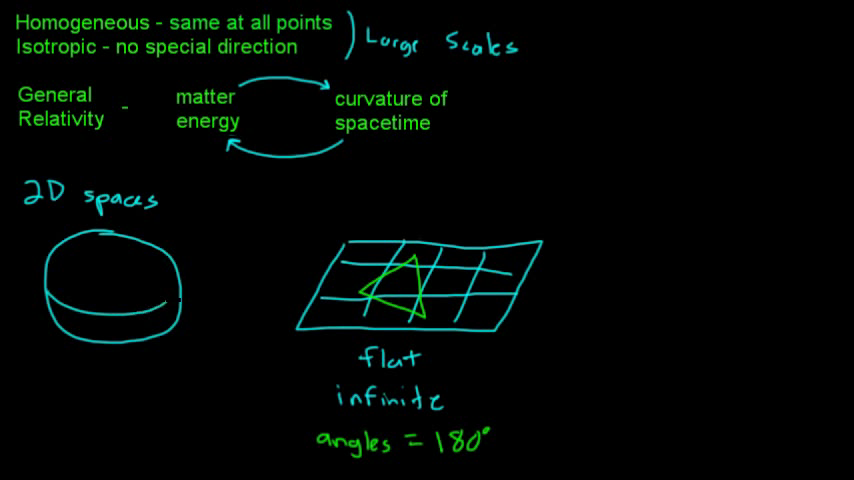 Homogeneous - same at all points
Isotropic - no special direction
Large Scales
General Relativity - matter energy
curvature of spacetime
2D spaces
flat
infinite
angles = 180°